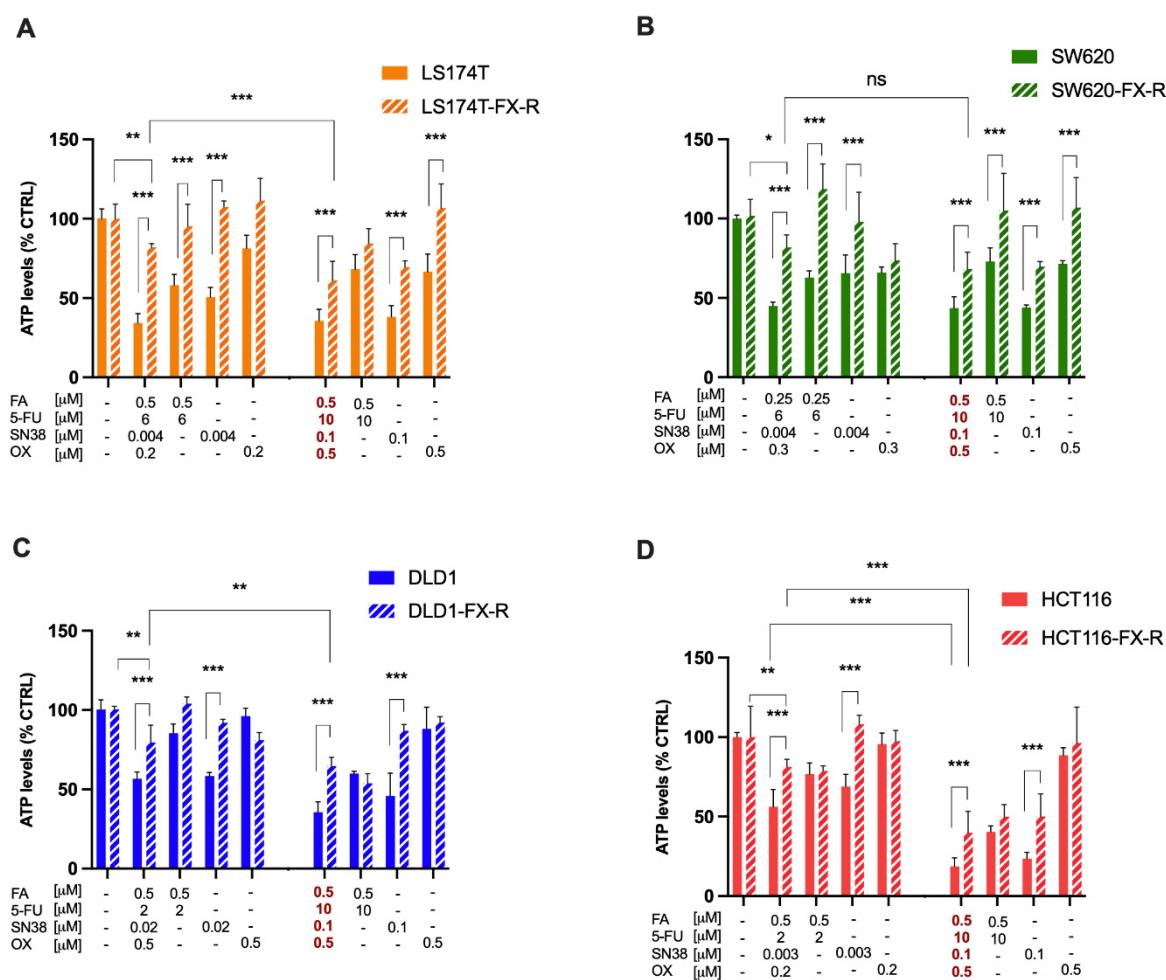 A
LS174T
LS174T-FX-R
***
**
***
***
***
***
***
***
150
100
50
0
ATP levels (% CTRL)
FA [µM] - 0.5 0.5 - - 0.5 0.5 - -
5-FU [µM] - 6 6 - - 10 10 - -
SN38 [µM] - 0.004 - 0.004 - 0.1 - 0.1 -
OX [µM] - 0.2 - - 0.2 0.5 - - 0.5
B
SW620
SW620-FX-R
ns
*
***
***
***
***
***
***
***
150
100
50
0
ATP levels (% CTRL)
FA [µM] - 0.25 0.25 - - 0.5 0.5 - -
5-FU [µM] - 6 6 - - 10 10 - -
SN38 [µM] - 0.004 - 0.004 - 0.1 - 0.1 -
OX [µM] - 0.3 - - 0.3 0.5 - - 0.5
C
DLD1
DLD1-FX-R
**
**
***
***
***
***
150
100
50
0
ATP levels (% CTRL)
FA [µM] - 0.5 0.5 - - 0.5 0.5 - -
5-FU [µM] - 2 2 - - 10 10 - -
SN38 [µM] - 0.02 - 0.02 - 0.1 - 0.1 -
OX [µM] - 0.5 - - 0.5 0.5 - - 0.5
D
HCT116
HCT116-FX-R
***
***
**
***
***
***
***
150
100
50
0
ATP levels (% CTRL)
FA [µM] - 0.5 0.5 - - 0.5 0.5 - -
5-FU [µM] - 2 2 - - 10 10 - -
SN38 [µM] - 0.003 - 0.003 - 0.1 - 0.1 -
OX [µM] - 0.2 - - 0.2 0.5 - - 0.5